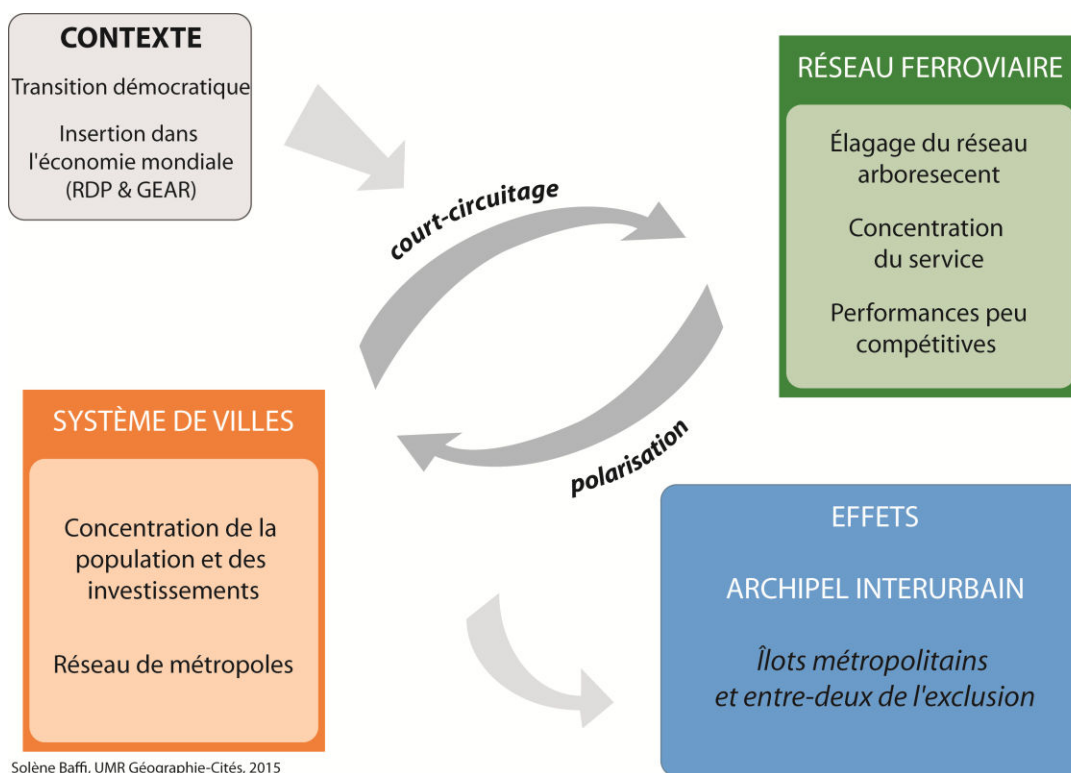 CONTEXTE
Transition démocratique
Insertion dans
l'économie mondiale
(RDP & GEAR)
RÉSEAU FERROVIAIRE
Élagage du réseau
arboresecent
Concentration
du service
Performances peu
compétitives
court-circuitage
polarisation
SYSTÈME DE VILLES
Concentration de la
population et des
investissements
Réseau de métropoles
EFFETS
ARCHIPEL INTERURBAIN
Îlots métropolitains
et entre-deux de l'exclusion
Solène Baffi, UMR Géographie-Cités, 2015